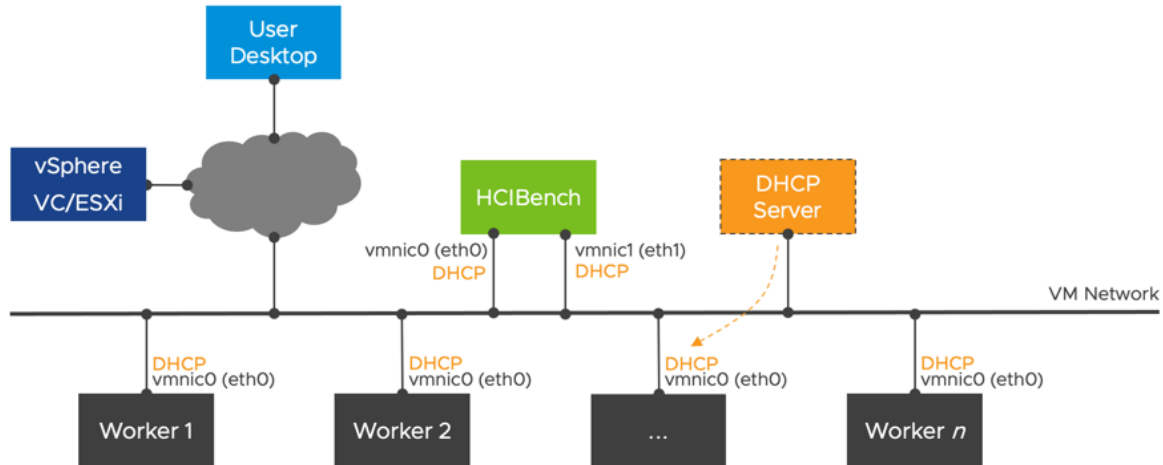 User
Desktop
vSphere
VC/ESXi
HCIBench
DHCP
Server
vmnic0 (eth0)
DHCP
vmnic1 (eth1)
DHCP
VM Network
DHCP
vmnic0 (eth0)
DHCP
vmnic0 (eth0)
DHCP
vmnic0 (eth0)
DHCP
vmnic0 (eth0)
Worker 1
Worker 2
...
Worker n